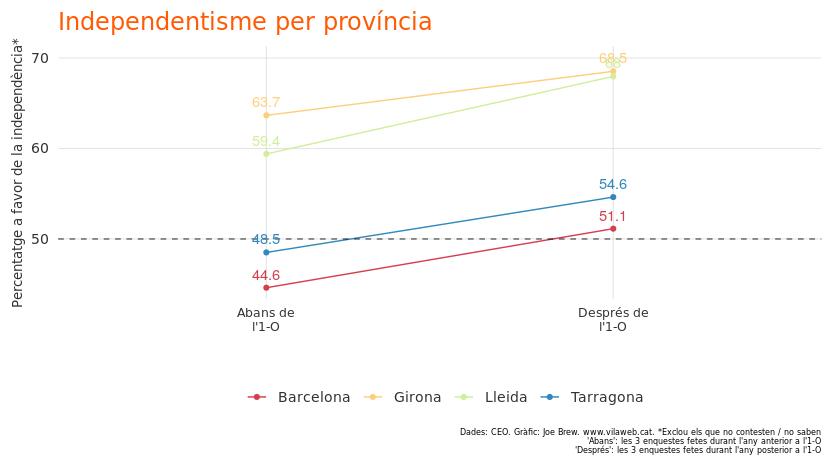 Independentisme per província
Percentatge a favor de la independència*
70
60
50
63.7
59.4
48.5
44.6
68.5
68
54.6
51.1
Abans de
l'1-O
Després de
l'1-O
Barcelona Girona Lleida Tarragona
Dades: CEO. Gràfic: Joe Brew. www.vilaweb.cat. *Exclou els que no contesten / no saben
'Abans': les 3 enquestes fetes durant l'any anterior a l'1-O
'Després': les 3 enquestes fetes durant l'any posterior a l'1-O